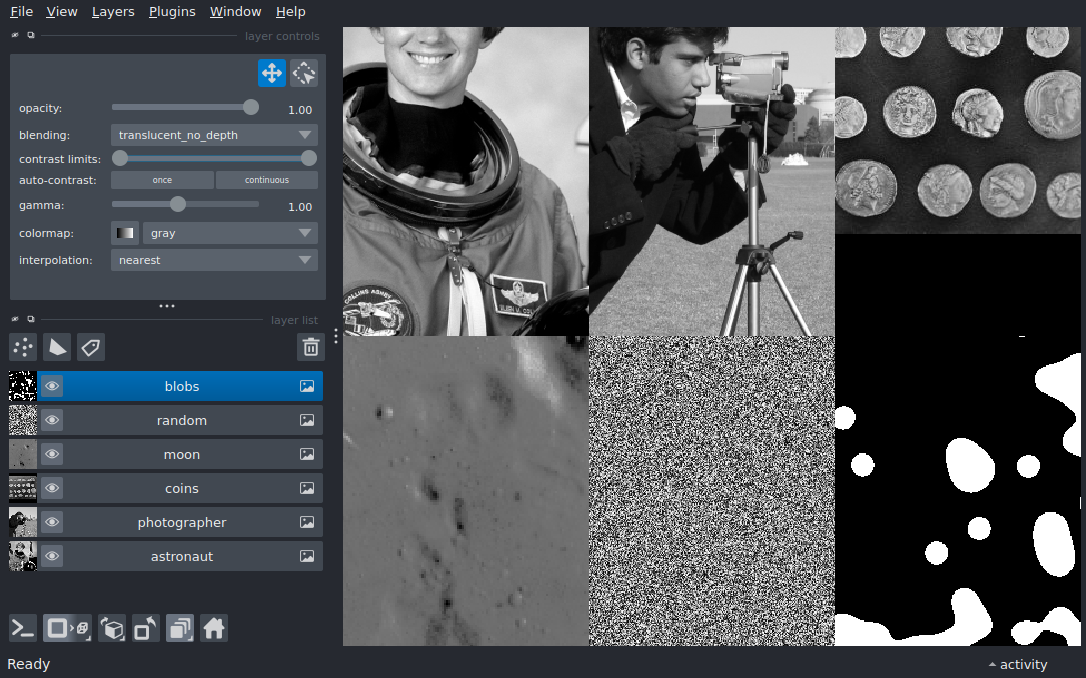 File View Layers Plugins Window Help
layer controls
opacity: 1.00
blending: translucent_no_depth
contrast limits:
auto-contrast: once continuous
gamma: 1.00
colormap: gray
interpolation: nearest
layer list
blobs
random
moon
coins
photographer
astronaut
COLLINS
Ready activity